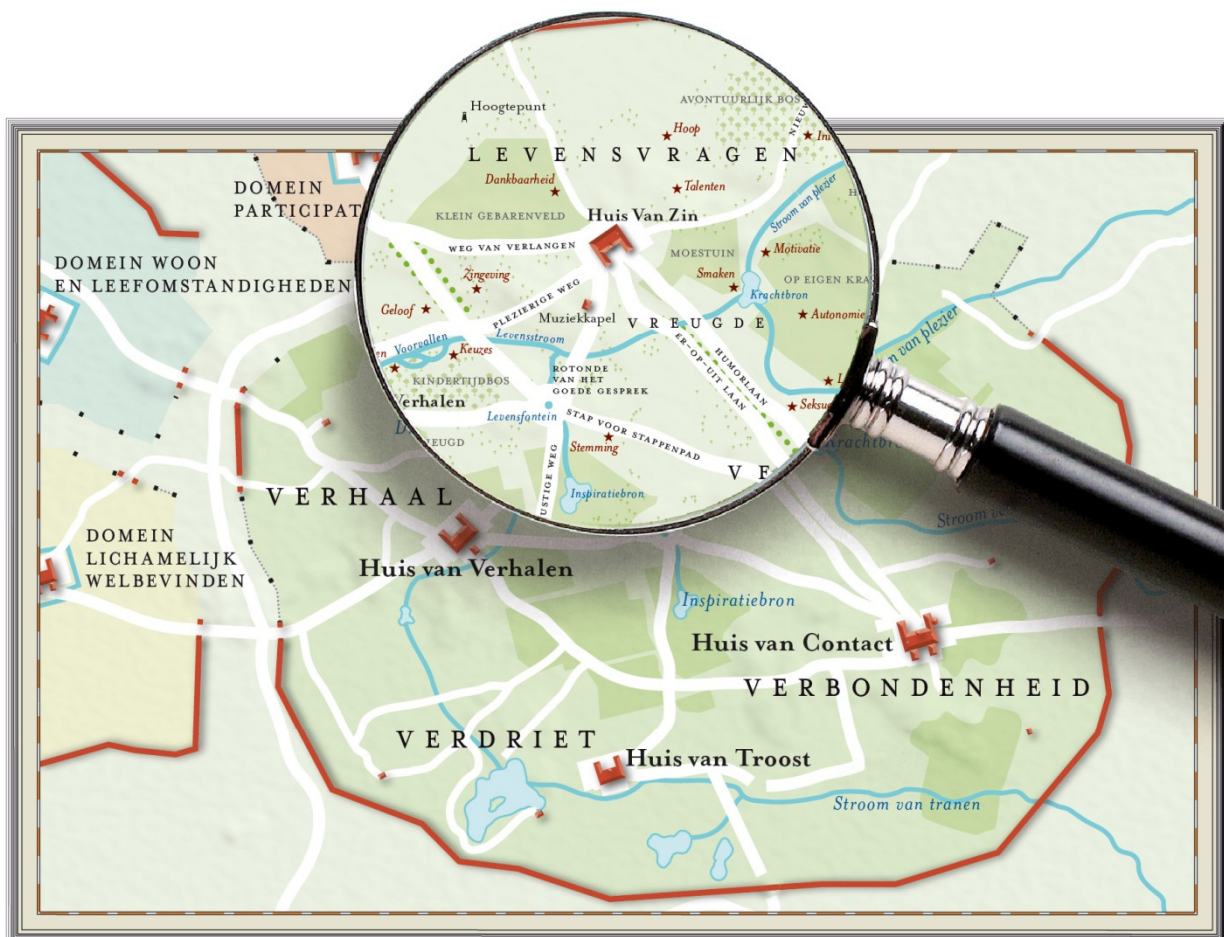 Hoogtepunt
AVONTUURLIJK BOS
Hoop
LEVENSVRAGEN
Dankbaarheid
Talenten
KLEIN GEBARENVELD
Huis Van Zin
Stroom van plezier
WEG VAN VERLANGEN
MOESTUIN
Motivatie
Zingeving
Smaken
OP EIGEN
Geloof
PLEZIERIGE WEG
Krachtbron
Muziekkapel
VREUGDE
Autonomie
Voorvallen
Levensstroom
Keuzes
ER-OP-UIT LAAN
HUMORLAAN
KINDERTIJDBOS
ROTONDE
VAN HET
GOEDE GESPREK
Verhalen
Levensfontein
STAP VOOR STAPPENPAD
JEUGD
Stemming
Inspiratiebron
DOMEIN
PARTICIPAT
DOMEIN WOON
EN LEEFOMSTANDIGHEDEN
van plezier
VERHAAL
Stroom
DOMEIN
LICHAMELIJK
WELBEVINDEN
Huis van Verhalen
Inspiratiebron
Huis van Contact
VERBONDENHEID
VERDRIET
Huis van Troost
Stroom van tranen